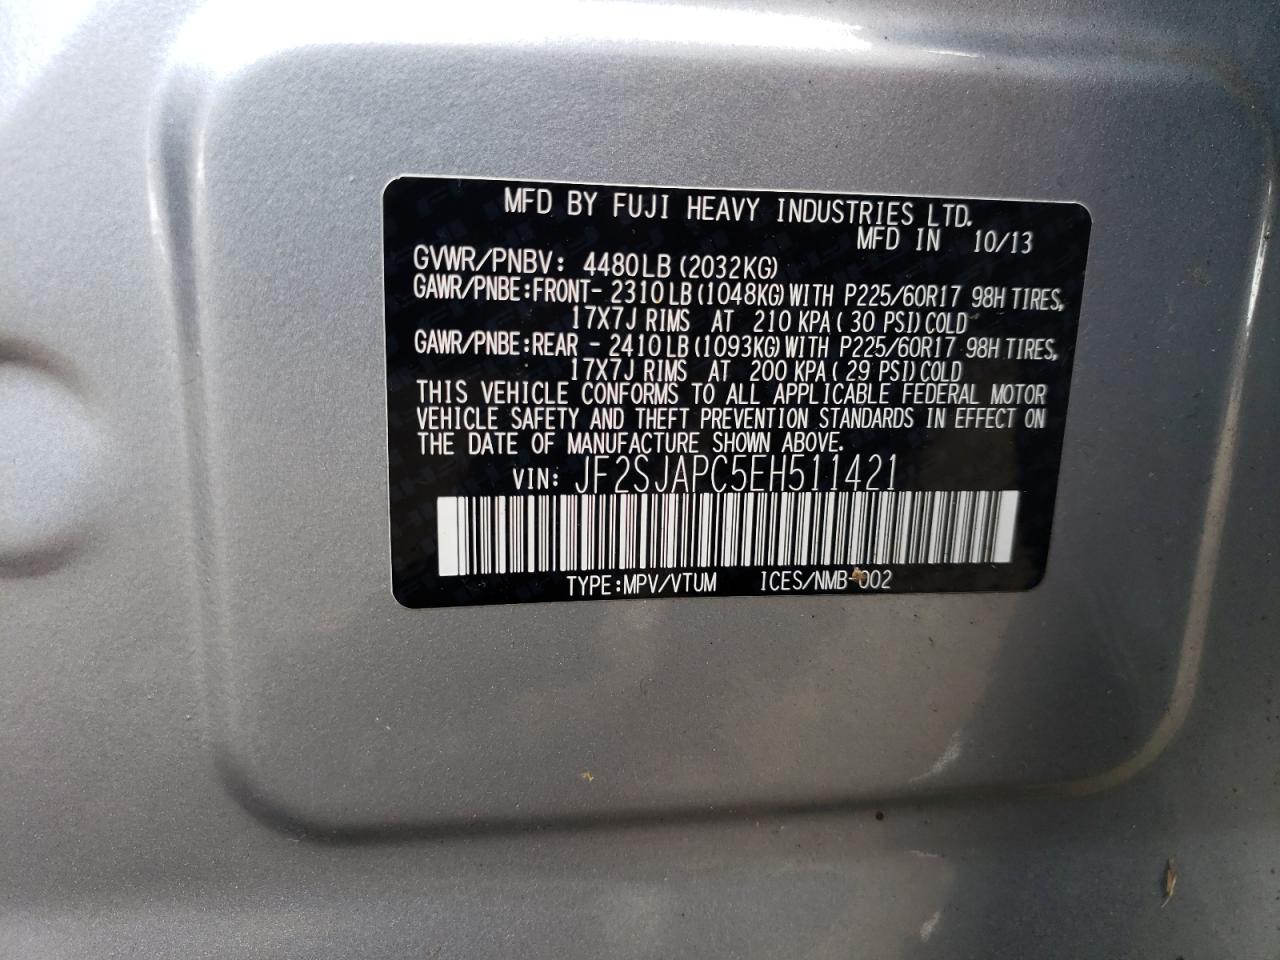 MFD BY FUJI HEAVY INDUSTRIES LTD.
MFD IN 10/13
GVWR/PNBV: 4480LB (2032KG)
GAWR/PNBE:FRONT- 2310LB (1048KG) WITH P225/60R17 98H TIRES,
17X7J RIMS AT 210 KPA ( 30 PSI) COLD
GAWR/PNBE:REAR - 2410LB (1093KG) WITH P225/60R17 98H TIRES,
17X7J RIMS AT 200 KPA ( 29 PSI) COLD
THIS VEHICLE CONFORMS TO ALL APPLICABLE FEDERAL MOTOR
VEHICLE SAFETY AND THEFT PREVENTION STANDARDS IN EFFECT ON
THE DATE OF MANUFACTURE SHOWN ABOVE.
VIN: JF2SJAPC5EH511421
TYPE:MPV/VTUM ICES/NMB-002